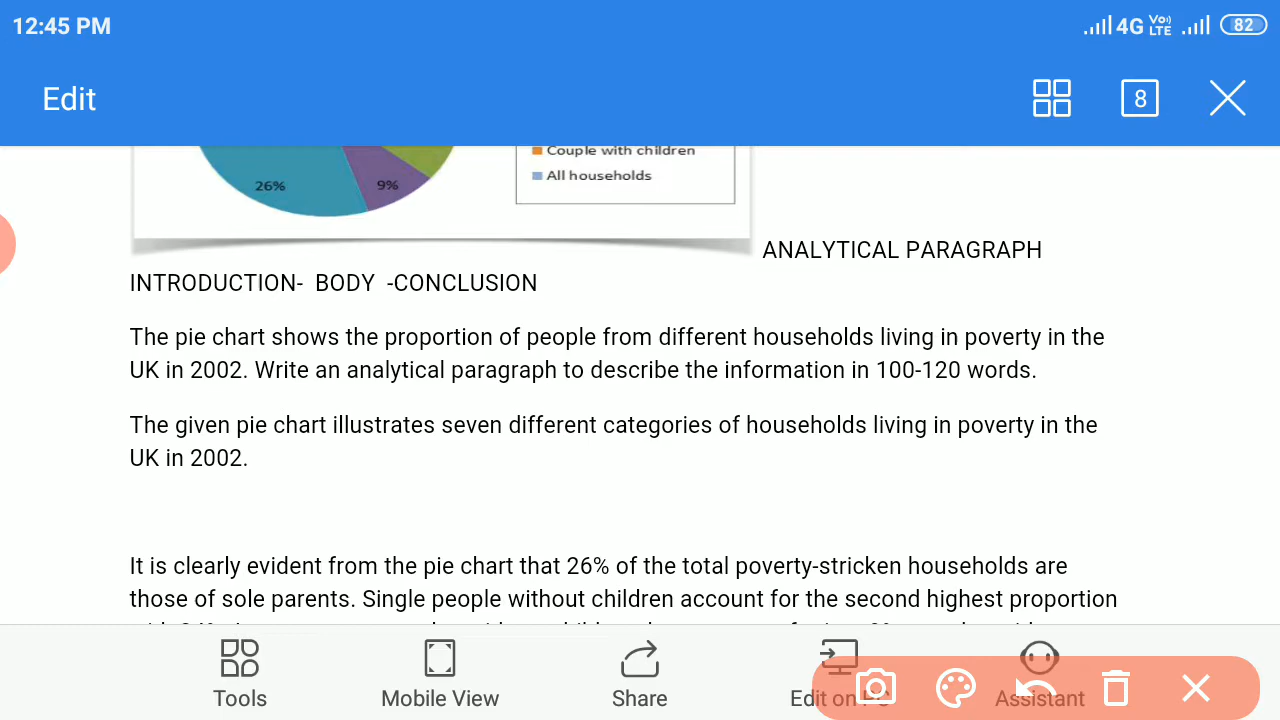 12:45 PM 4G Vo) LTE 82
Edit 8
Couple with children
All households
26% 9%
ANALYTICAL PARAGRAPH
INTRODUCTION- BODY -CONCLUSION
The pie chart shows the proportion of people from different households living in poverty in the
UK in 2002. Write an analytical paragraph to describe the information in 100-120 words.
The given pie chart illustrates seven different categories of households living in poverty in the
UK in 2002.
It is clearly evident from the pie chart that 26% of the total poverty-stricken households are
those of sole parents. Single people without children account for the second highest proportion
Tools Mobile View Share Edit on PC Assistant